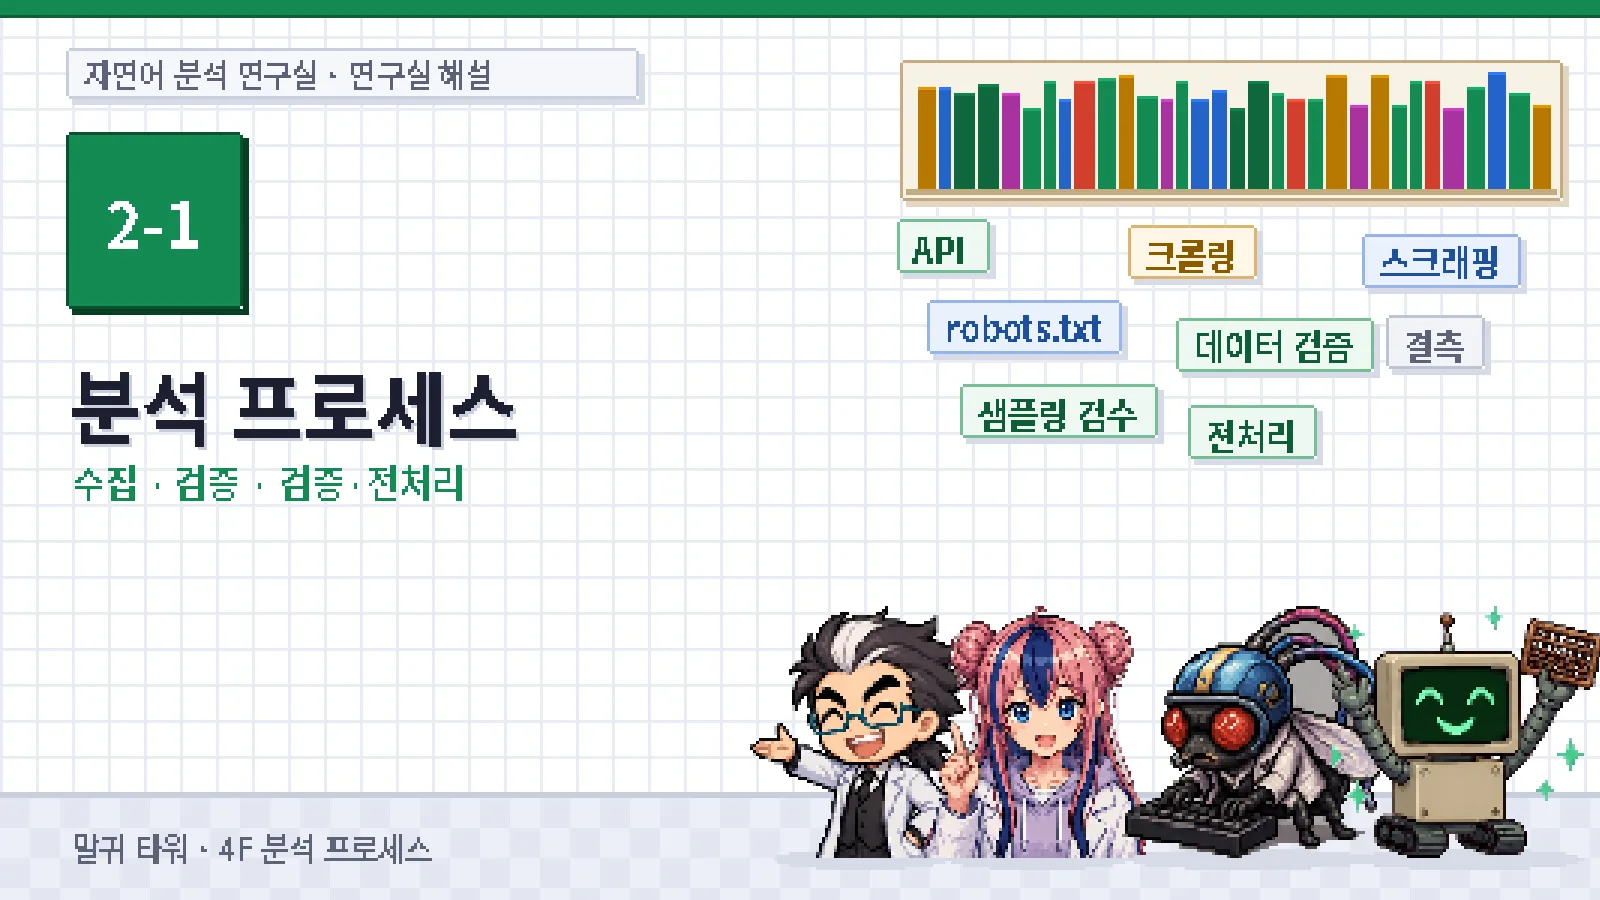 자연어 분석 연구실 · 연구실 해설
2-1
분석 프로세스
수집 · 검증 · 검증·전처리
API
크롤링
스크래핑
robots.txt
데이터 검증
결측
샘플링 검수
전처리
말귀 타워 · 4F 분석 프로세스